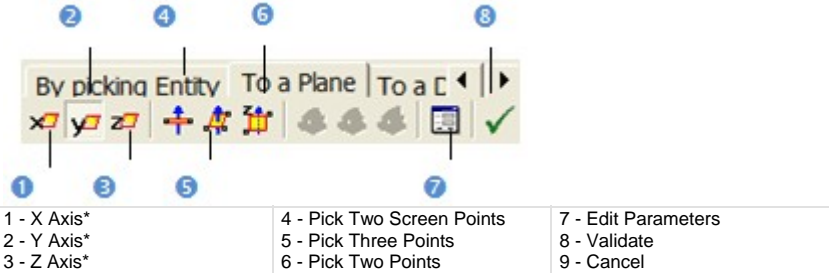 2 4 6 8
By picking Entity To a Plane To a D
x y z z
1 3 5 7
1 - X Axis* 4 - Pick Two Screen Points 7 - Edit Parameters
2 - Y Axis* 5 - Pick Three Points 8 - Validate
3 - Z Axis* 6 - Pick Two Points 9 - Cancel